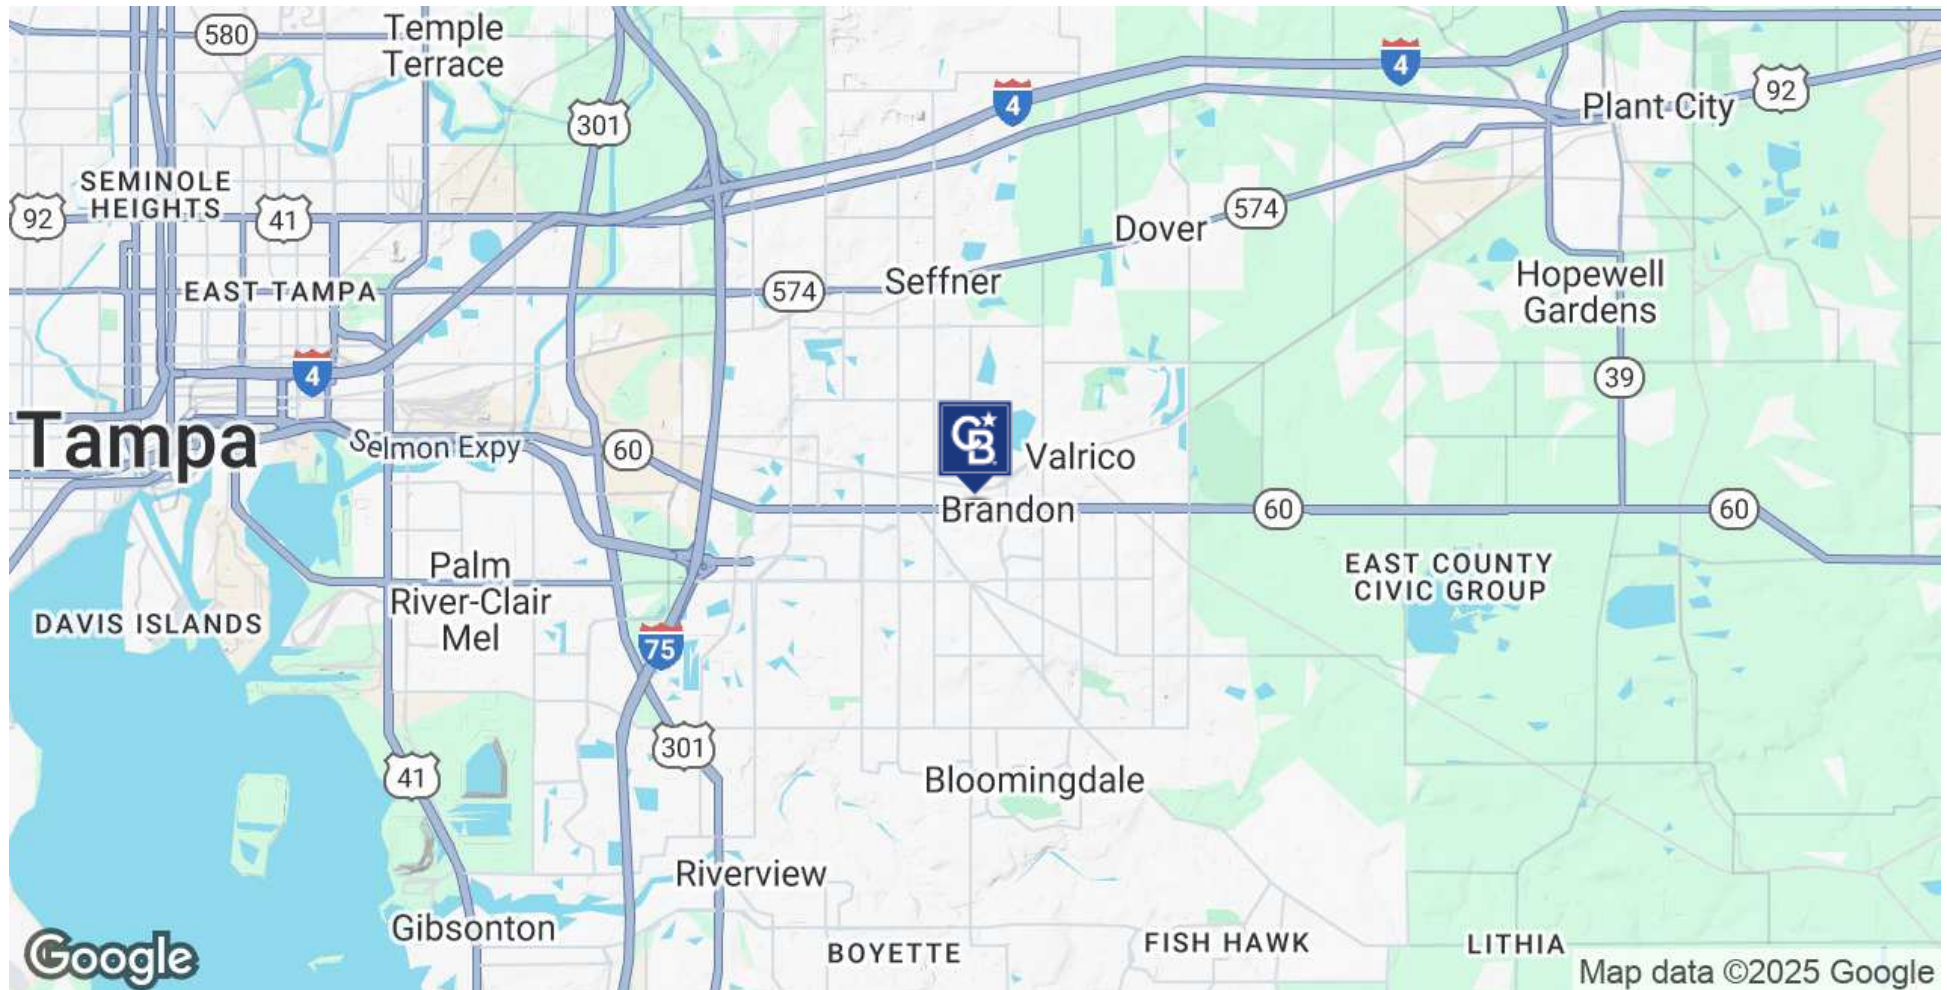 580
Temple
Terrace
4
4
301
92
Plant City
SEMINOLE
HEIGHTS
92
41
Dover
574
EAST TAMPA
574
Seffner
Hopewell
Gardens
4
39
Tampa
Selmon Expy
60
CB
Valrico
Brandon
60
60
Palm
River-Clair
Mel
EAST COUNTY
CIVIC GROUP
DAVIS ISLANDS
75
301
41
Bloomingdale
Riverview
Gibsonton
BOYETTE
FISH HAWK
LITHIA
Google
Map data ©2025 Google